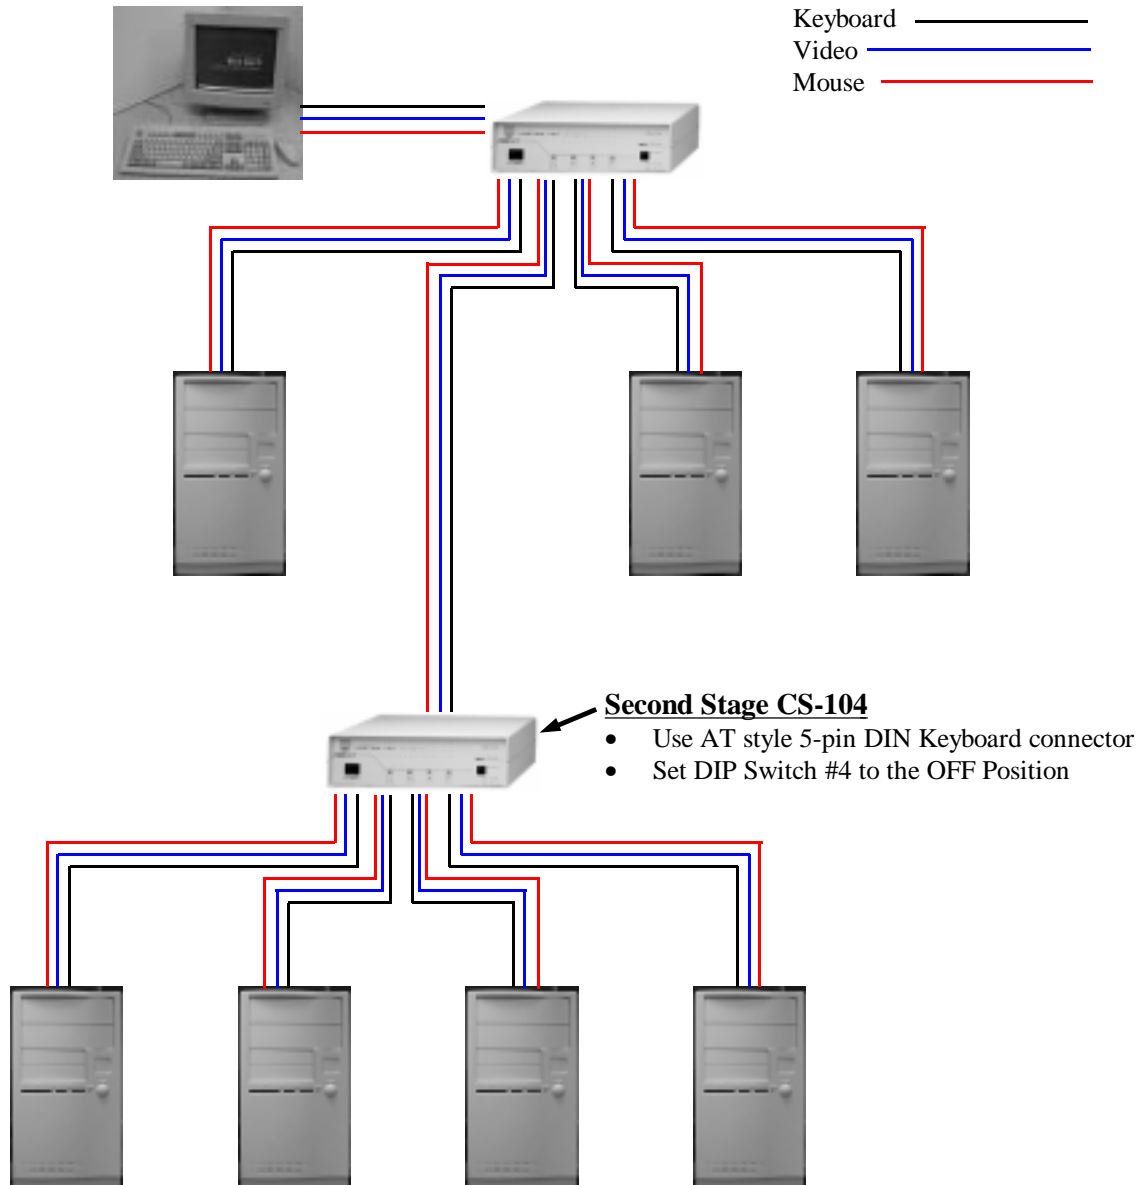 Keyboard
Video
Mouse
Second Stage CS-104
• Use AT style 5-pin DIN Keyboard connector
• Set DIP Switch #4 to the OFF Position